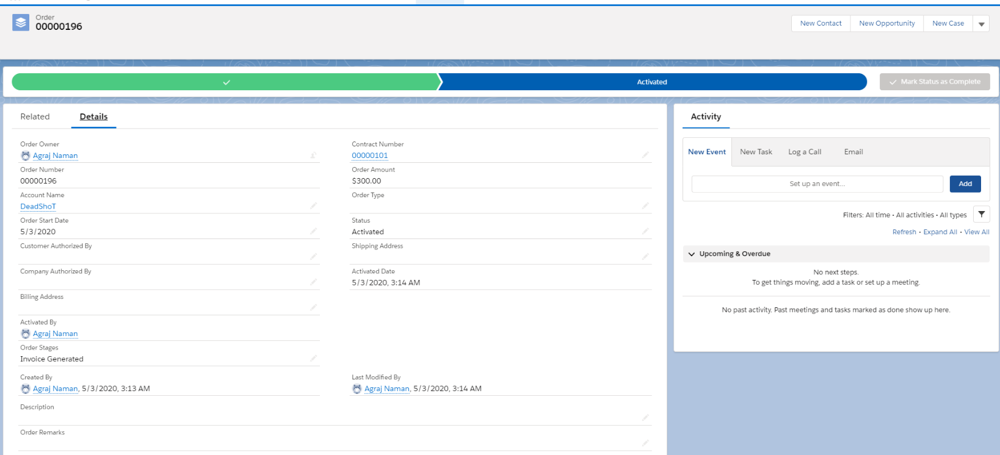 Order
00000196
New Contact
New Opportunity
New Case
Activated
Mark Status as Complete
Related
Details
Order Owner
Agraj Naman
Contract Number
00000101
Order Number
00000196
Order Amount
$300.00
Account Name
DeadShoT
Order Type
Order Start Date
5/3/2020
Status
Activated
Customer Authorized By
Shipping Address
Company Authorized By
Activated Date
5/3/2020, 3:14 AM
Billing Address
Activated By
Agraj Naman
Order Stages
Invoice Generated
Created By
Agraj Naman, 5/3/2020, 3:13 AM
Last Modified By
Agraj Naman, 5/3/2020, 3:14 AM
Description
Order Remarks
Activity
New Event
New Task
Log a Call
Email
Set up an event...
Add
Filters: All time • All activities • All types
Refresh • Expand All • View All
Upcoming & Overdue
No next steps.
To get things moving, add a task or set up a meeting.
No past activity. Past meetings and tasks marked as done show up here.